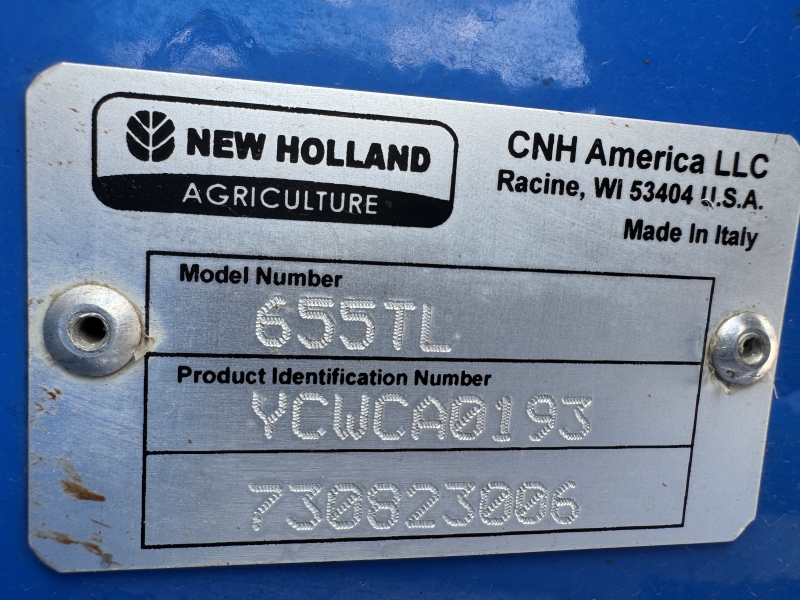 NEW HOLLAND
AGRICULTURE
CNH America LLC
Racine, WI 53404 U.S.A.
Made In Italy
Model Number
655TL
Product Identification Number
YCWCA0193
730823006